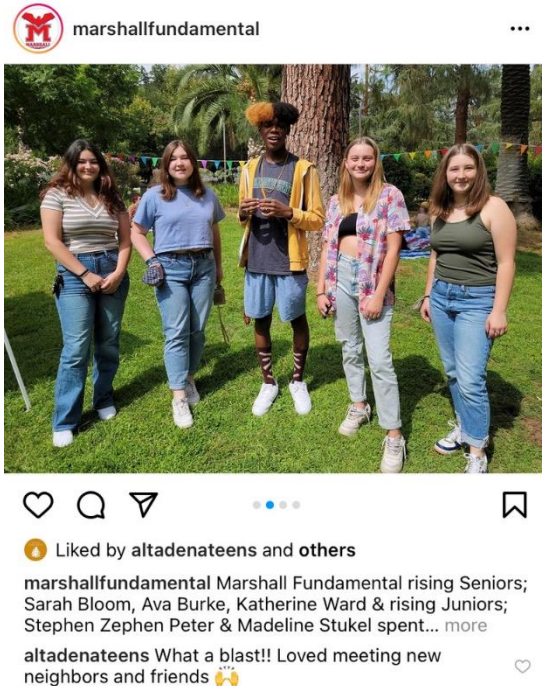 MARSHALL
marshallfundamental
Liked by altadenateens and others
marshallfundamental Marshall Fundamental rising Seniors;
Sarah Bloom, Ava Burke, Katherine Ward & rising Juniors;
Stephen Zephen Peter & Madeline Stukel spent... more
altadenateens What a blast!! Loved meeting new
neighbors and friends 🙌